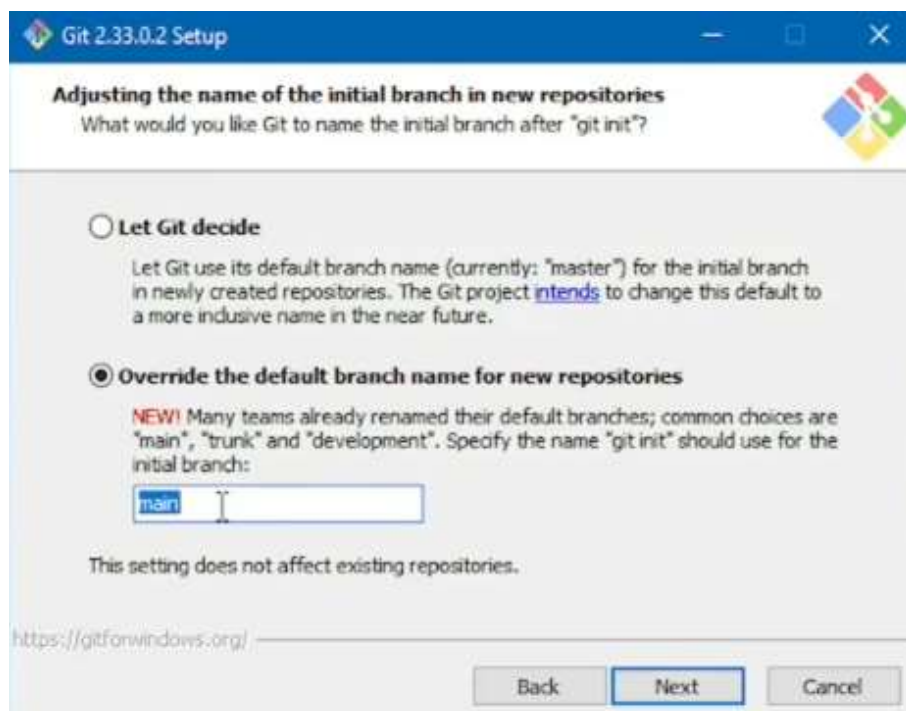 Git 2.33.0.2 Setup
Adjusting the name of the initial branch in new repositories
What would you like Git to name the initial branch after "git init"?
Let Git decide
Let Git use its default branch name (currently: "master") for the initial branch
in newly created repositories. The Git project intends to change this default to
a more inclusive name in the near future.
Override the default branch name for new repositories
NEW! Many teams already renamed their default branches; common choices are
"main", "trunk" and "development". Specify the name "git init" should use for the
initial branch:
main
This setting does not affect existing repositories.
https://gitforwindows.org/
Back Next Cancel